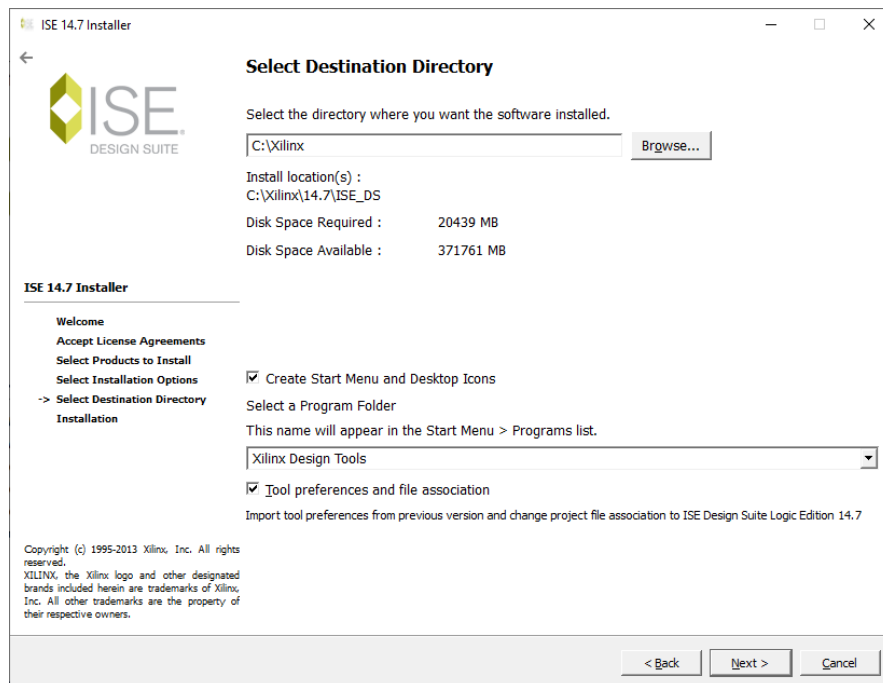 ISE 14.7 Installer
ISE
DESIGN SUITE
ISE 14.7 Installer
Welcome
Accept License Agreements
Select Products to Install
Select Installation Options
-> Select Destination Directory
Installation
Copyright (c) 1995-2013 Xilinx, Inc. All rights
reserved.
XILINX, the Xilinx logo and other designated
brands included herein are trademarks of Xilinx,
Inc. All other trademarks are the property of
their respective owners.
Select Destination Directory
Select the directory where you want the software installed.
C:\Xilinx
Browse...
Install location(s) :
C:\Xilinx\14.7\ISE_DS
Disk Space Required : 20439 MB
Disk Space Available : 371761 MB
Create Start Menu and Desktop Icons
Select a Program Folder
This name will appear in the Start Menu > Programs list.
Xilinx Design Tools
Tool preferences and file association
Import tool preferences from previous version and change project file association to ISE Design Suite Logic Edition 14.7
< Back
Next >
Cancel